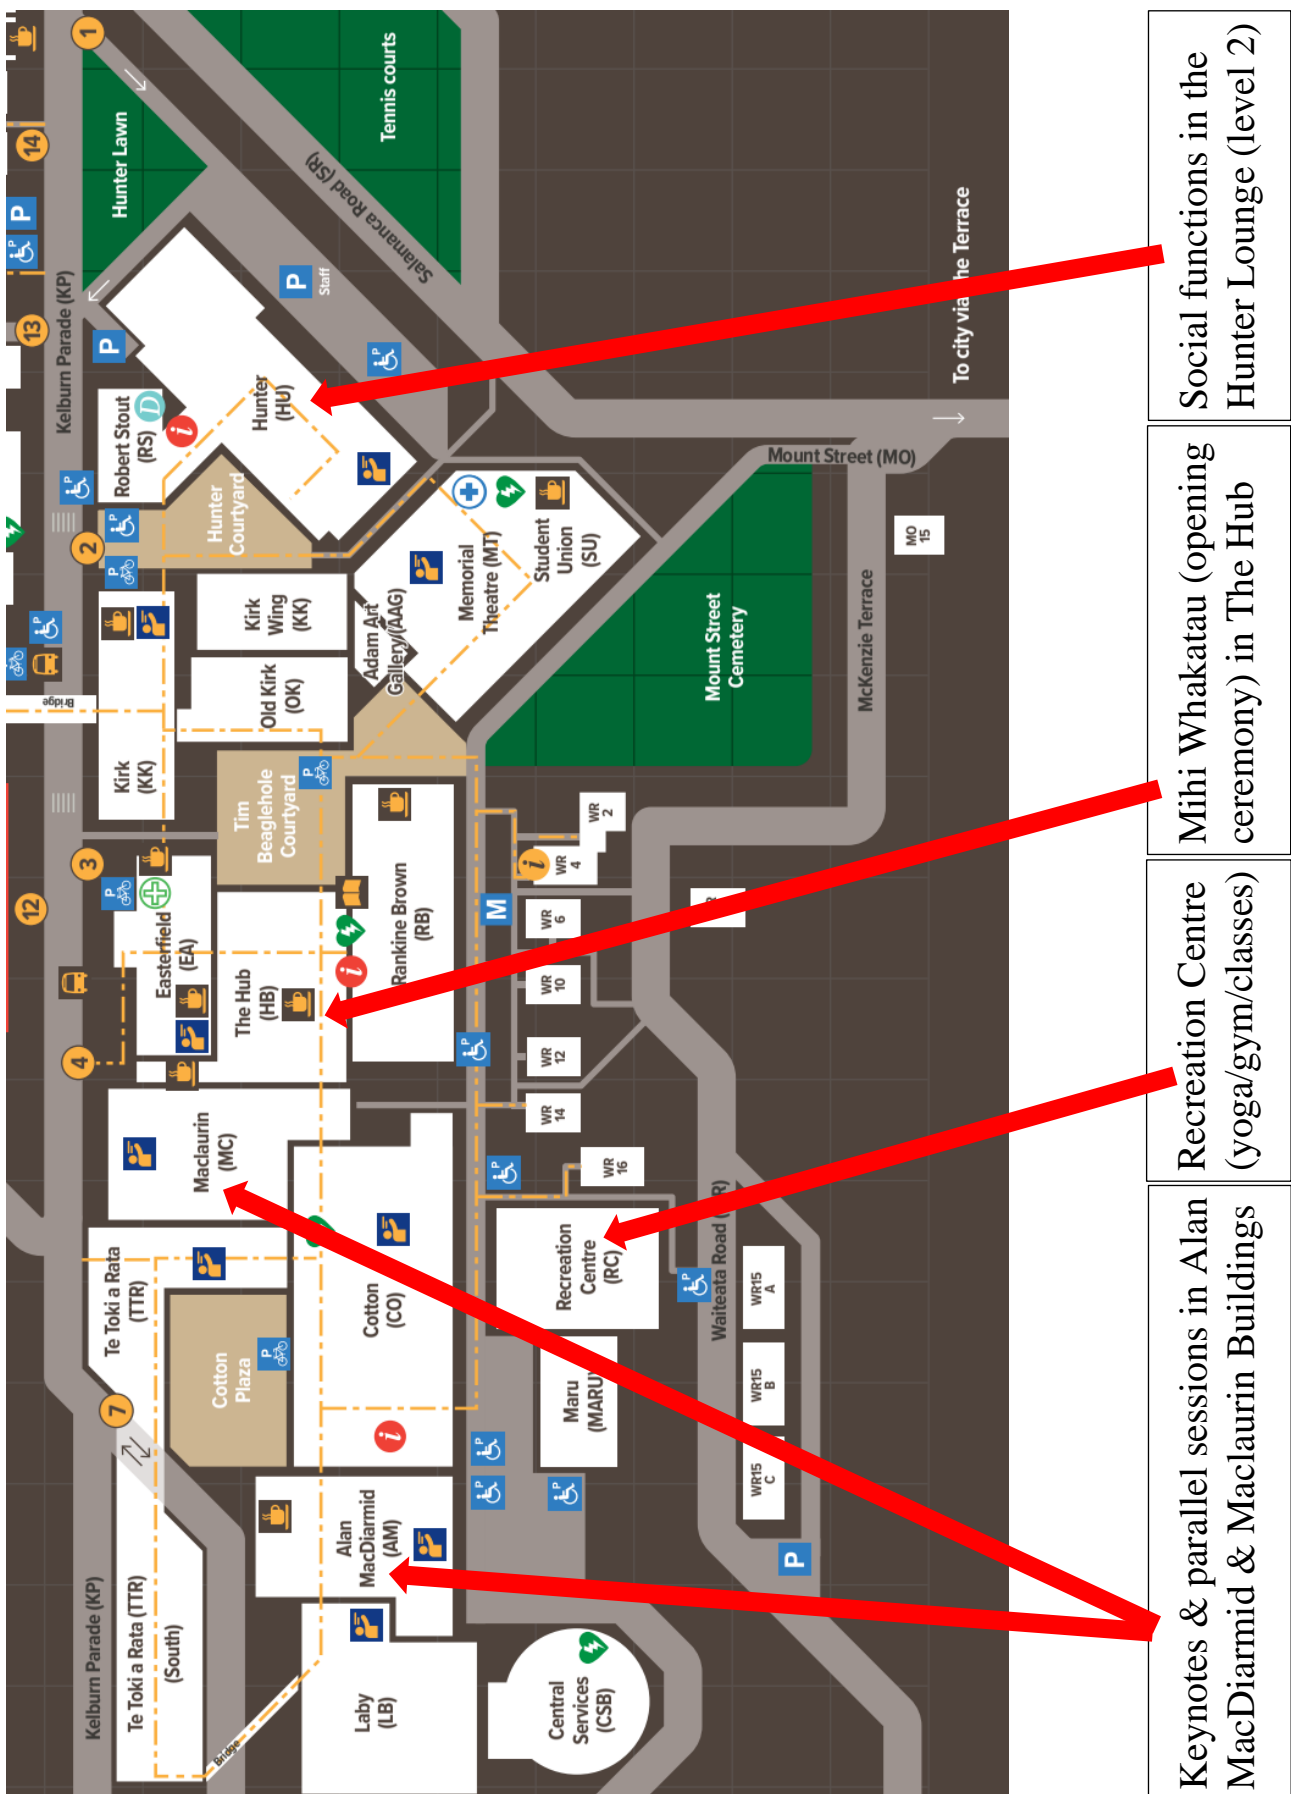 1
14
13
12
P
P
P
Kelburn Parade (KP)
Kelburn Parade (KP)
Bridge
2
3
4
7
Hunter Lawn
P
Robert Stout
(RS)
D
i
Kirk
(KK)
Easterfield
(EA)
Te Toki a Rata
(TTR)
Te Toki a Rata (TTR)
(South)
P
P
Maclaurin
(MC)
Hunter
Courtyard
Cotton
Plaza
P
Bridge
The Hub
(HB)
Tim
Beaglehole
Courtyard
P
Old Kirk
(OK)
Kirk
Wing
(KK)
Hunter
(HU)
P
Staff
P
Salamanca Road (SR)
Tennis courts
Laby
(LB)
Alan
MacDiarmid
(AM)
Cotton
(CO)
i
i
Rankine Brown
(RB)
Adam Art
Gallery (AAG)
Memorial
Theatre (MT)
Student
Union
(SU)
P
P
P
P
P
M
Central
Services
(CSB)
Maru
(MARU)
Recreation
Centre
(RC)
WR
16
WR
14
WR
12
WR
10
WR
6
i
WR
4
WR
2
Mount Street
Cemetery
Mount Street (MO)
P
P
Waiteata Road
WR15
C
WR15
B
WR15
A
McKenzie Terrace
MO
15
To city via the Terrace
Keynotes & parallel sessions in Alan
MacDiarmid & Maclaurin Buildings
Recreation Centre
(yoga/gym/classes)
Mihi Whakatau (opening
ceremony) in The Hub
Social functions in the
Hunter Lounge (level 2)